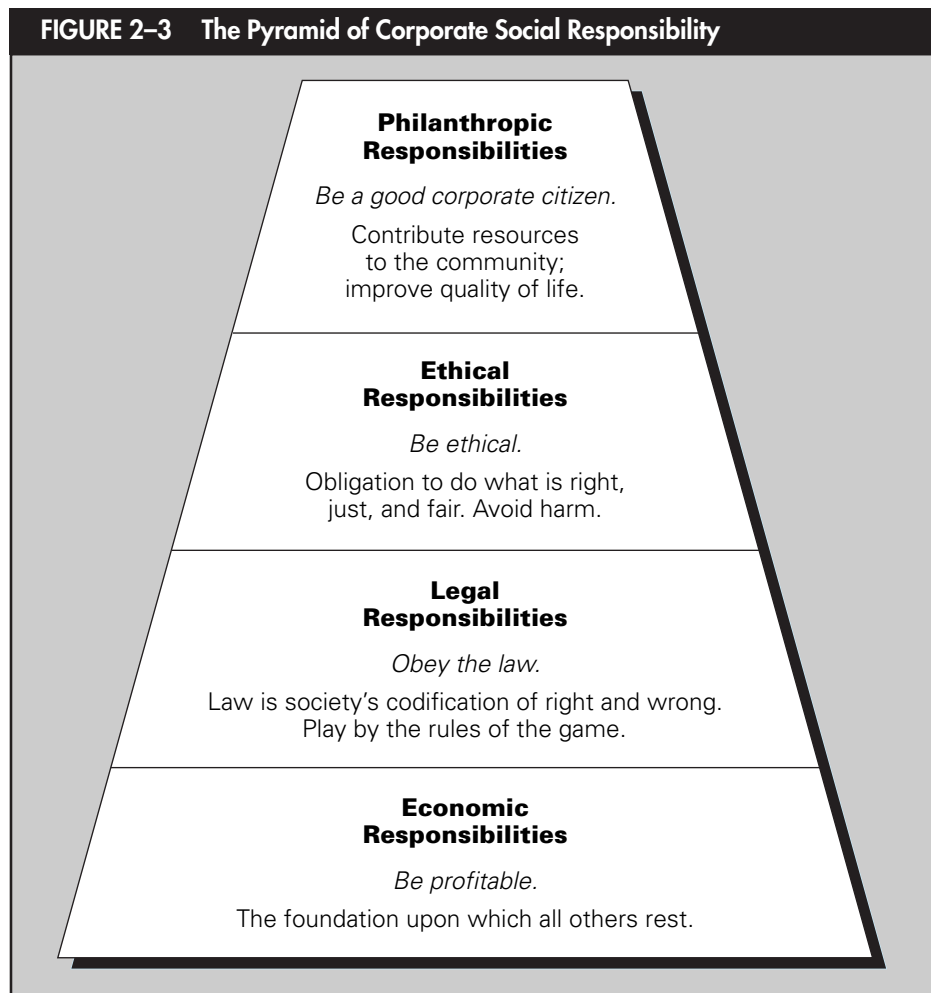 FIGURE 2–3 The Pyramid of Corporate Social Responsibility
Philanthropic
Responsibilities
Be a good corporate citizen.
Contribute resources
to the community;
improve quality of life.
Ethical
Responsibilities
Be ethical.
Obligation to do what is right,
just, and fair. Avoid harm.
Legal
Responsibilities
Obey the law.
Law is society’s codification of right and wrong.
Play by the rules of the game.
Economic
Responsibilities
Be profitable.
The foundation upon which all others rest.